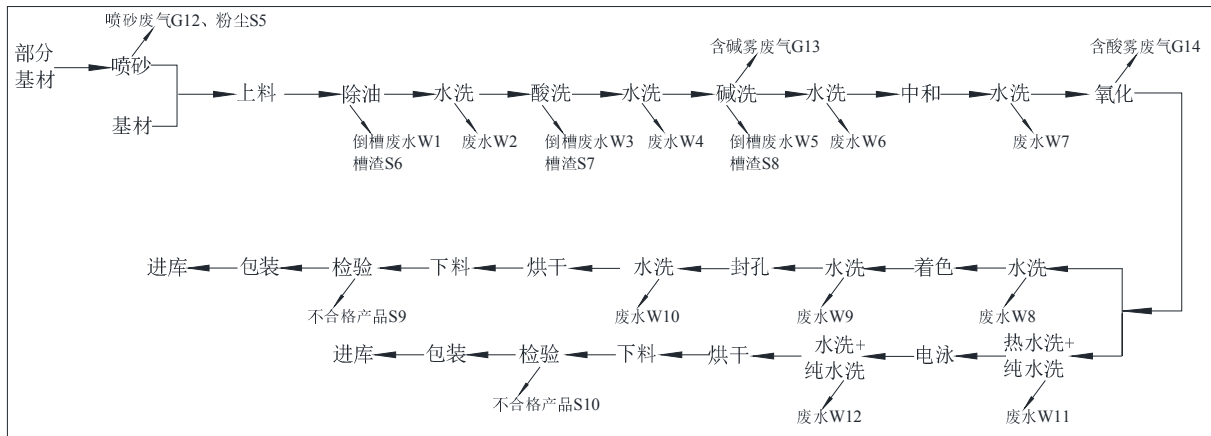 喷砂废气G12、粉尘S5
部分
基材
喷砂
基材
上料
除油
水洗
酸洗
水洗
碱洗
水洗
中和
水洗
氧化
含碱雾废气G13
含酸雾废气G14
倒槽废水W1
槽渣S6
废水W2
倒槽废水W3
槽渣S7
废水W4
倒槽废水W5
槽渣S8
废水W6
废水W7
进库
包装
检验
下料
烘干
水洗
封孔
水洗
着色
水洗
不合格产品S9
废水W10
废水W9
废水W8
进库
包装
检验
下料
烘干
水洗+
纯水洗
电泳
热水洗+
纯水洗
不合格产品S10
废水W12
废水W11